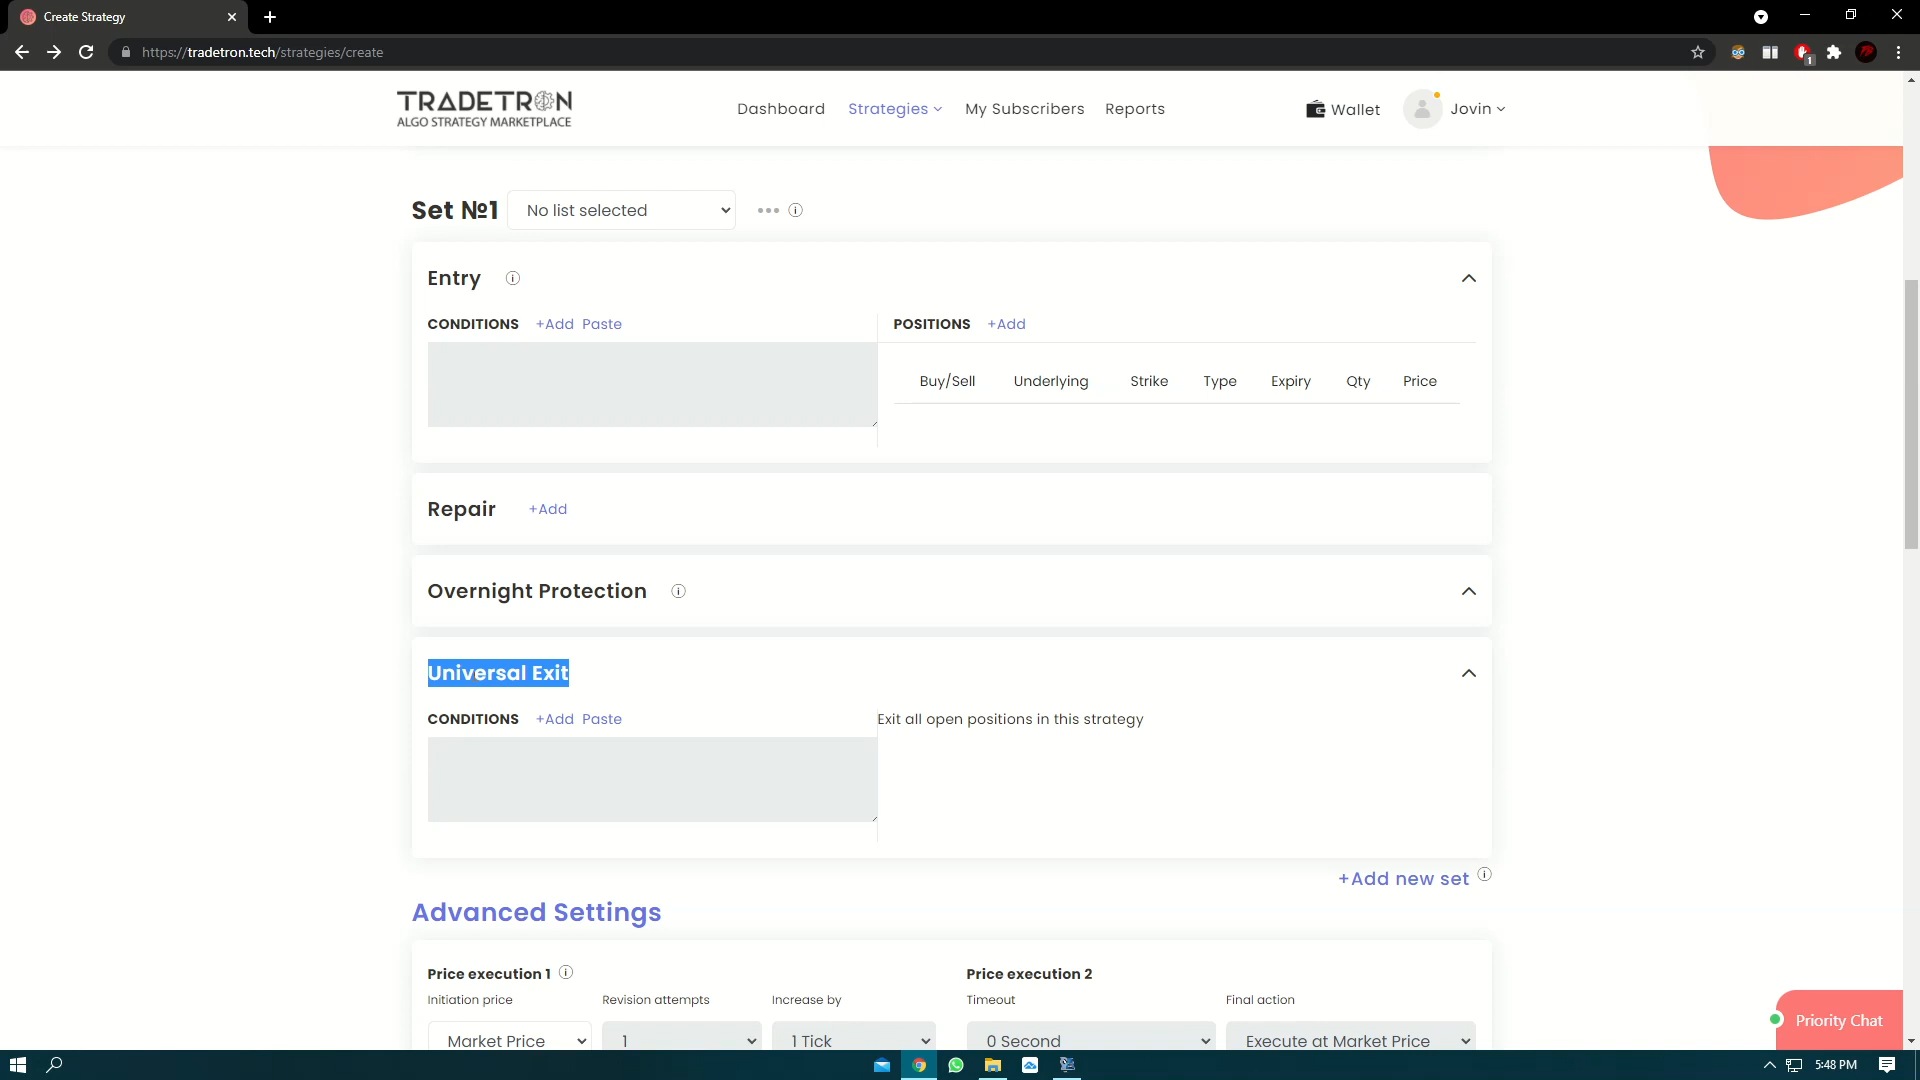 Create Strategy
https://tradetron.tech/strategies/create
1
TRADETRON
ALGO STRATEGY MARKETPLACE
Dashboard Strategies My Subscribers Reports Wallet Jovin
Set №1 No list selected
Entry
CONDITIONS +Add Paste POSITIONS +Add
Buy/Sell Underlying Strike Type Expiry Qty Price
Repair +Add
Overnight Protection
Universal Exit
CONDITIONS +Add Paste Exit all open positions in this strategy
+Add new set
Advanced Settings
Price execution 1 Price execution 2
Initiation price Revision attempts Increase by Timeout Final action
Market Price 1 1 Tick 0 Second Execute at Market Price
Priority Chat
5:48 PM